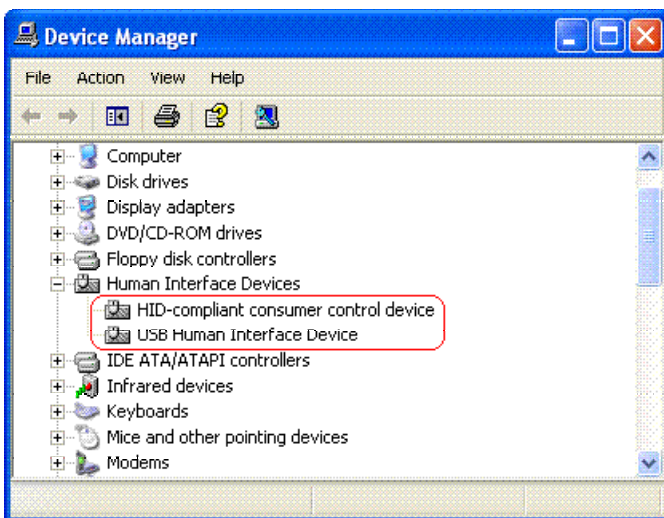 Device Manager
File Action View Help
Computer
Disk drives
Display adapters
DVD/CD-ROM drives
Floppy disk controllers
Human Interface Devices
HID-compliant consumer control device
USB Human Interface Device
IDE ATA/ATAPI controllers
Infrared devices
Keyboards
Mice and other pointing devices
Modems